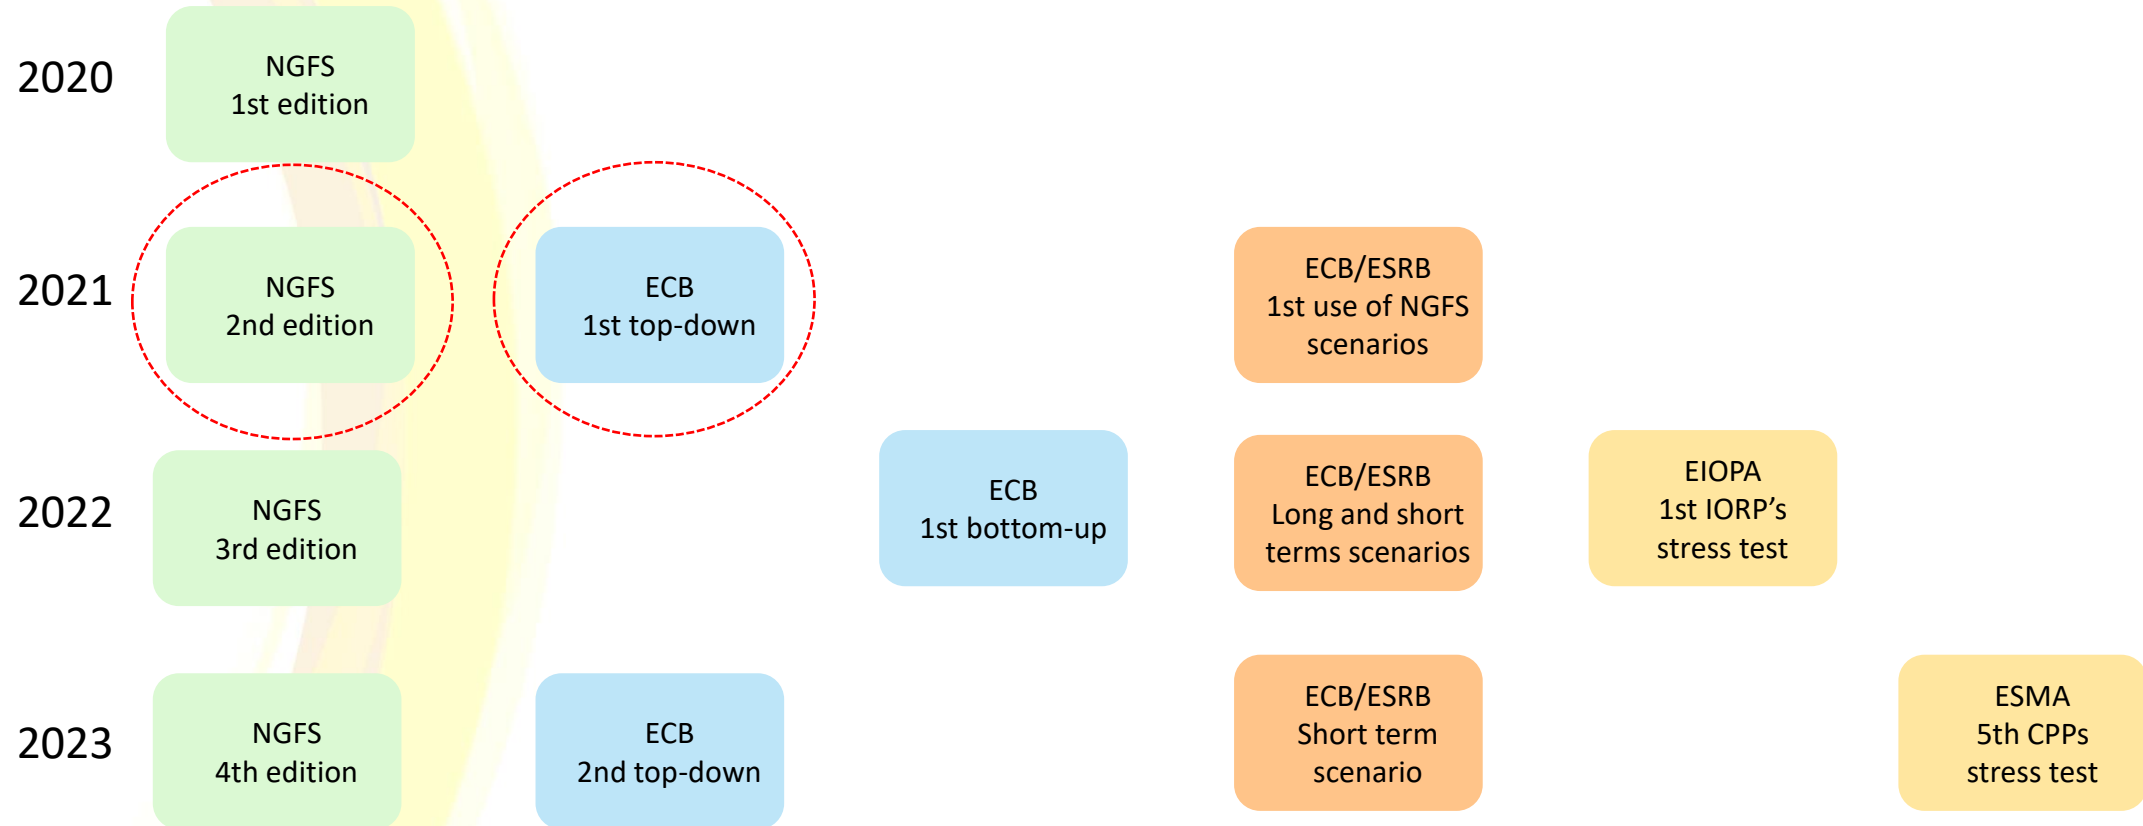 2020
NGFS
1st edition
2021
NGFS
2nd edition
ECB
1st top-down
ECB/ESRB
1st use of NGFS
scenarios
2022
NGFS
3rd edition
ECB
1st bottom-up
ECB/ESRB
Long and short
terms scenarios
EIOPA
1st IORP’s
stress test
2023
NGFS
4th edition
ECB
2nd top-down
ECB/ESRB
Short term
scenario
ESMA
5th CPPs
stress test